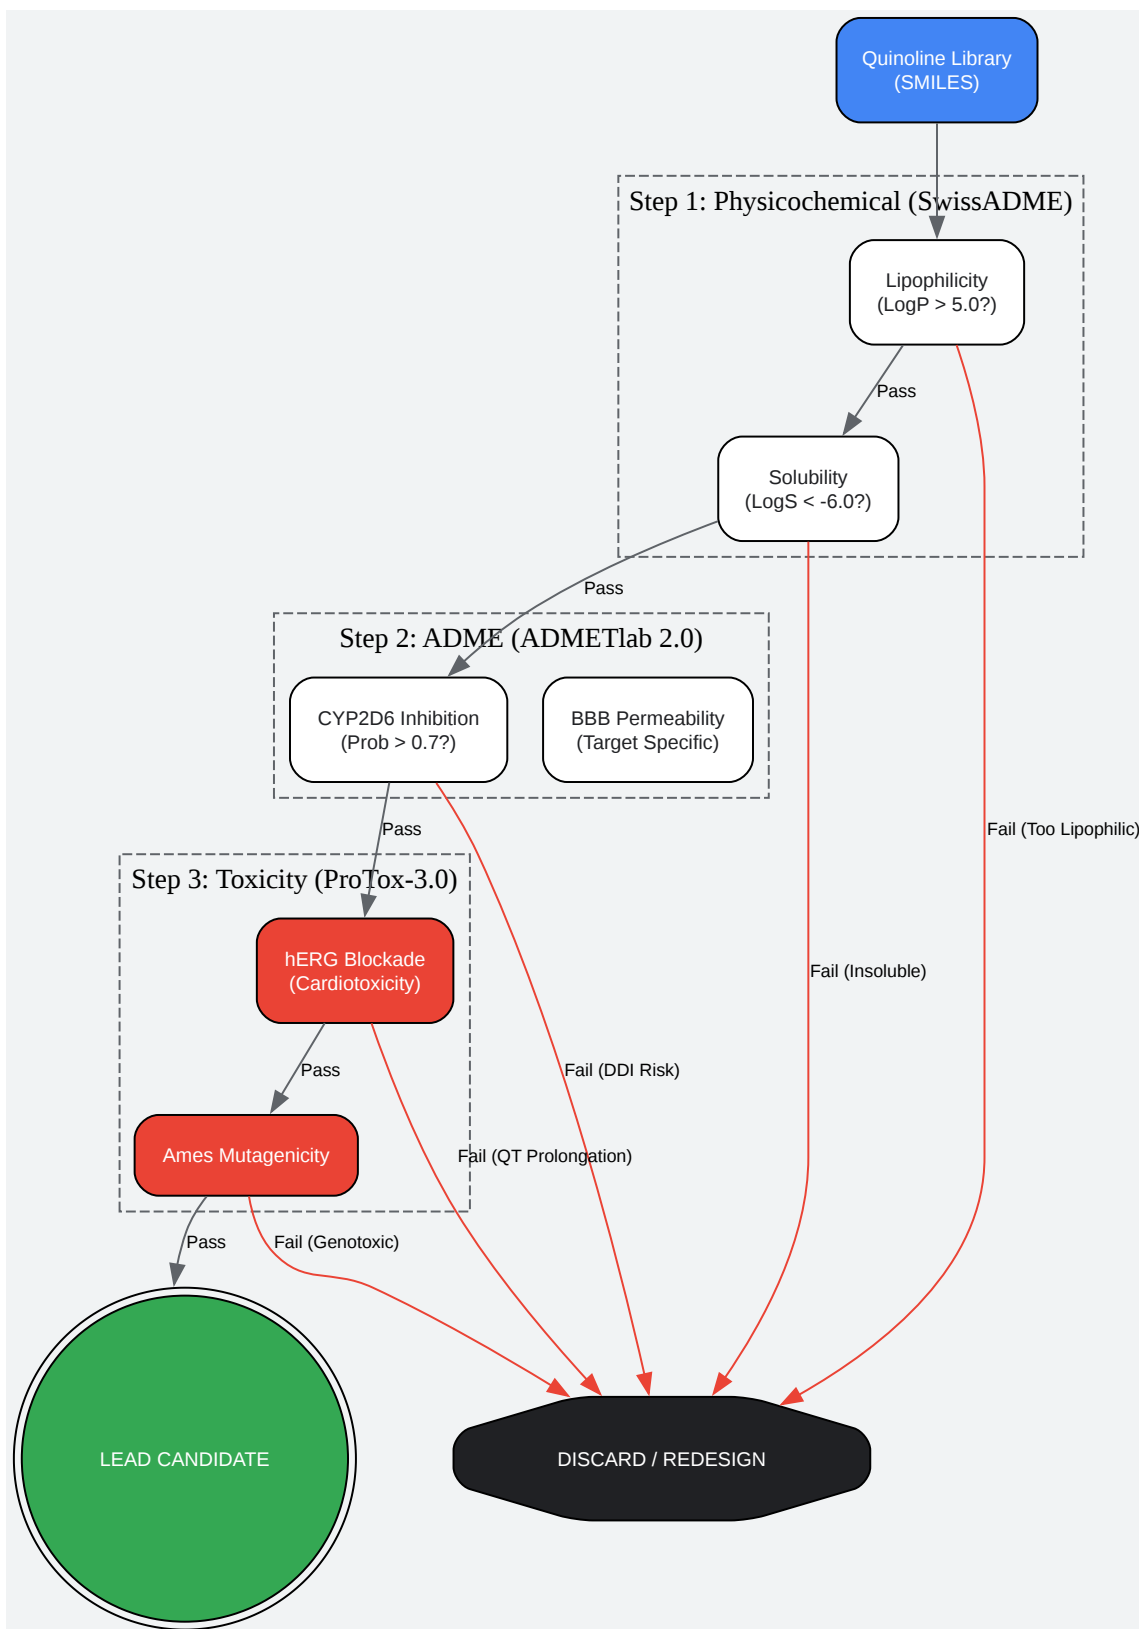 Quinoline Library
(SMILES)
Step 1: Physicochemical (SwissADME)
Lipophilicity
(LogP > 5.0?)
Pass
Solubility
(LogS < -6.0?)
Pass
Step 2: ADME (ADMETlab 2.0)
CYP2D6 Inhibition
(Prob > 0.7?)
BBB Permeability
(Target Specific)
Pass
Fail (Too Lipophilic)
Step 3: Toxicity (ProTox-3.0)
hERG Blockade
(Cardiotoxicity)
Fail (Insoluble)
Pass
Fail (DDI Risk)
Ames Mutagenicity
Fail (QT Prolongation)
Pass
Fail (Genotoxic)
LEAD CANDIDATE
DISCARD / REDESIGN